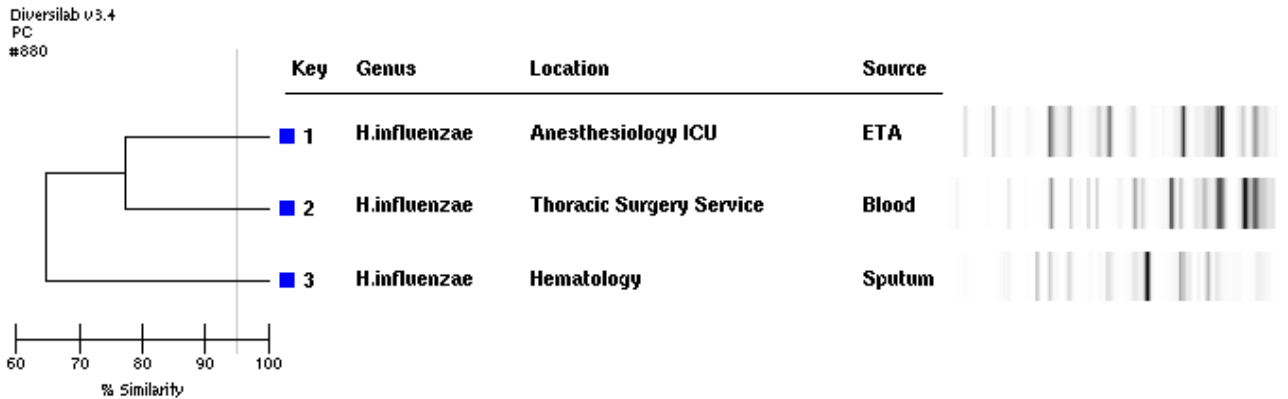 Diversilab v3.4
PC
#880
Key Genus Location Source
1 H.influenzae Anesthesiology ICU ETA
2 H.influenzae Thoracic Surgery Service Blood
3 H.influenzae Hematology Sputum
60 70 80 90 100
% Similarity